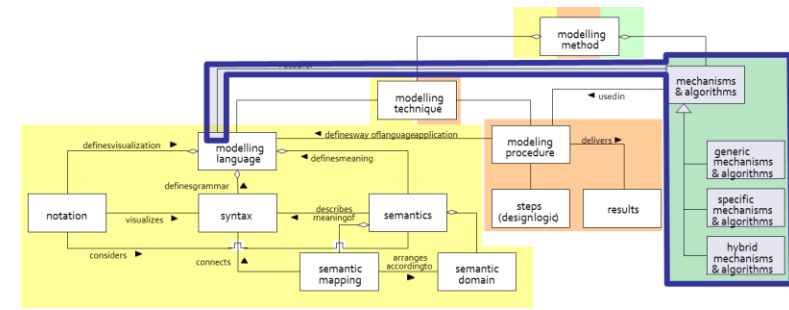 modelling
method
mechanisms
& algorithms
modelling
technique
usedin
definesway oflanguageapplication
modelling
language
modeling
procedure
delivers
definesvisualization
definesmeaning
generic
mechanisms
& algorithms
definesgrammar
notation
visualizes
syntax
describes
meaningof
semantics
steps
(designlogic)
results
specific
mechanisms
& algorithms
considers
connects
semantic
mapping
arranges
accordingto
semantic
domain
hybrid
mechanisms
& algorithms